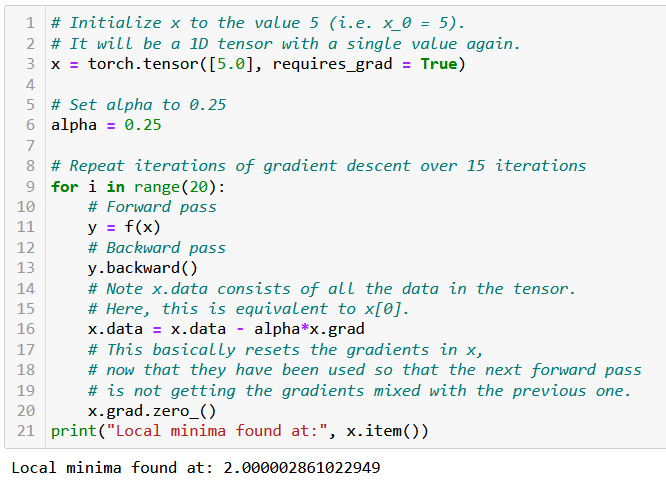 1 # Initialize x to the value 5 (i.e. x_0 = 5).
2 # It will be a 1D tensor with a single value again.
3 x = torch.tensor([5.0], requires_grad = True)
4
5 # Set alpha to 0.25
6 alpha = 0.25
7
8 # Repeat iterations of gradient descent over 15 iterations
9 for i in range(20):
10     # Forward pass
11     y = f(x)
12     # Backward pass
13     y.backward()
14     # Note x.data consists of all the data in the tensor.
15     # Here, this is equivalent to x[0].
16     x.data = x.data - alpha*x.grad
17     # This basically resets the gradients in x,
18     # now that they have been used so that the next forward pass
19     # is not getting the gradients mixed with the previous one.
20     x.grad.zero_()
21 print("Local minima found at:", x.item())
Local minima found at: 2.000002861022949